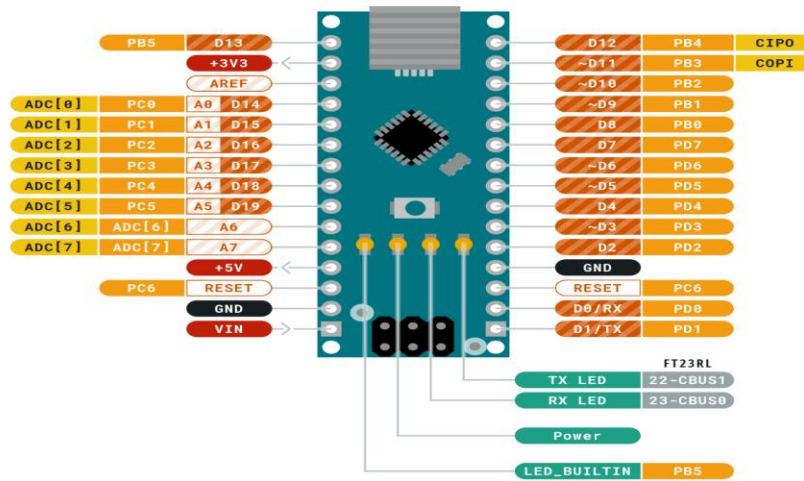 PB5 D13
+3V3
AREF
ADC[0] PC0 A0 D14
ADC[1] PC1 A1 D15
ADC[2] PC2 A2 D16
ADC[3] PC3 A3 D17
ADC[4] PC4 A4 D18
ADC[5] PC5 A5 D19
ADC[6] ADC[6] A6
ADC[7] ADC[7] A7
+5V
PC6 RESET
GND
VIN
D12 PB4 CIPO
~D11 PB3 COPI
~D10 PB2
~D9 PB1
D8 PB0
D7 PD7
~D6 PD6
~D5 PD5
D4 PD4
~D3 PD3
D2 PD2
GND
RESET PC6
D0/RX PD0
D1/TX PD1
FT23RL
TX LED 22-CBUS1
RX LED 23-CBUS0
Power
LED_BUILTIN PB5